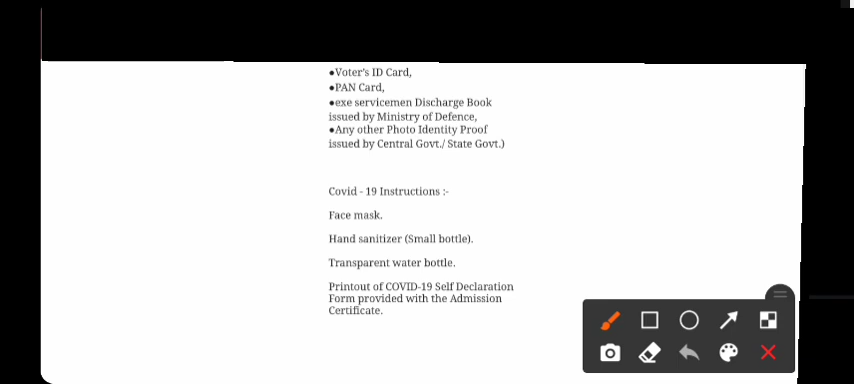 ●Voter's ID Card,
●PAN Card,
●exe servicemen Discharge Book
issued by Ministry of Defence,
●Any other Photo Identity Proof
issued by Central Govt./ State Govt.)
Covid - 19 Instructions :-
Face mask.
Hand sanitizer (Small bottle).
Transparent water bottle.
Printout of COVID-19 Self Declaration
Form provided with the Admission
Certificate.